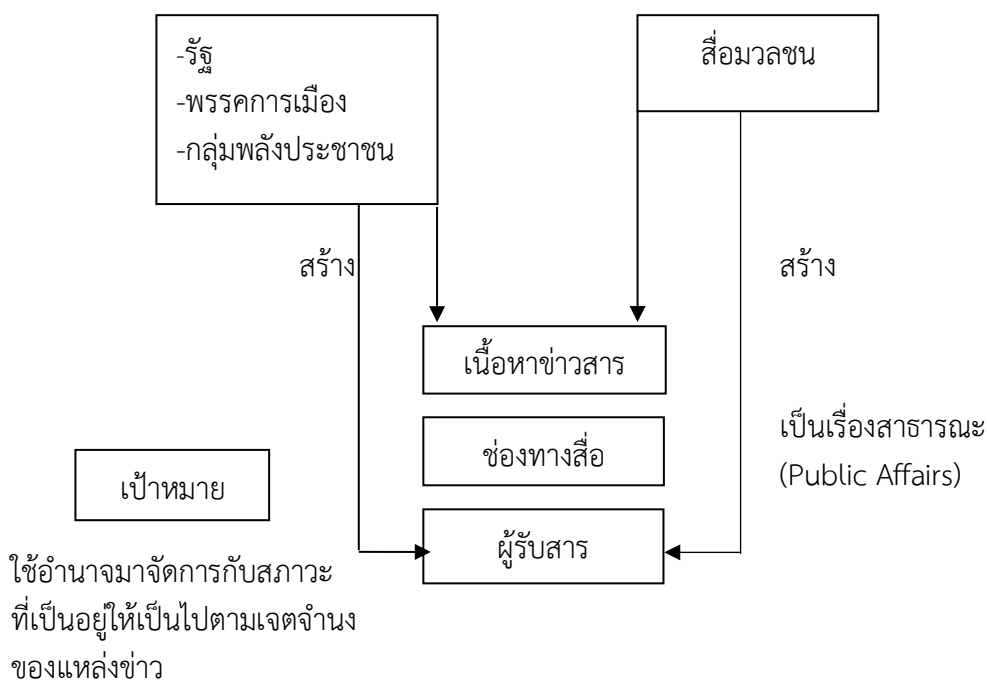 -รัฐ
-พรรคการเมือง
-กลุ่มพลังประชาชน
สื่อมวลชน
สร้าง
สร้าง
เนื้อหาข่าวสาร
ช่องทางสื่อ
เป็นเรื่องสาธารณะ
(Public Affairs)
เป้าหมาย
ผู้รับสาร
ใช้อำนาจมาจัดการกับสภาวะ
ที่เป็นอยู่ให้เป็นไปตามเจตจำนง
ของแหล่งข่าว